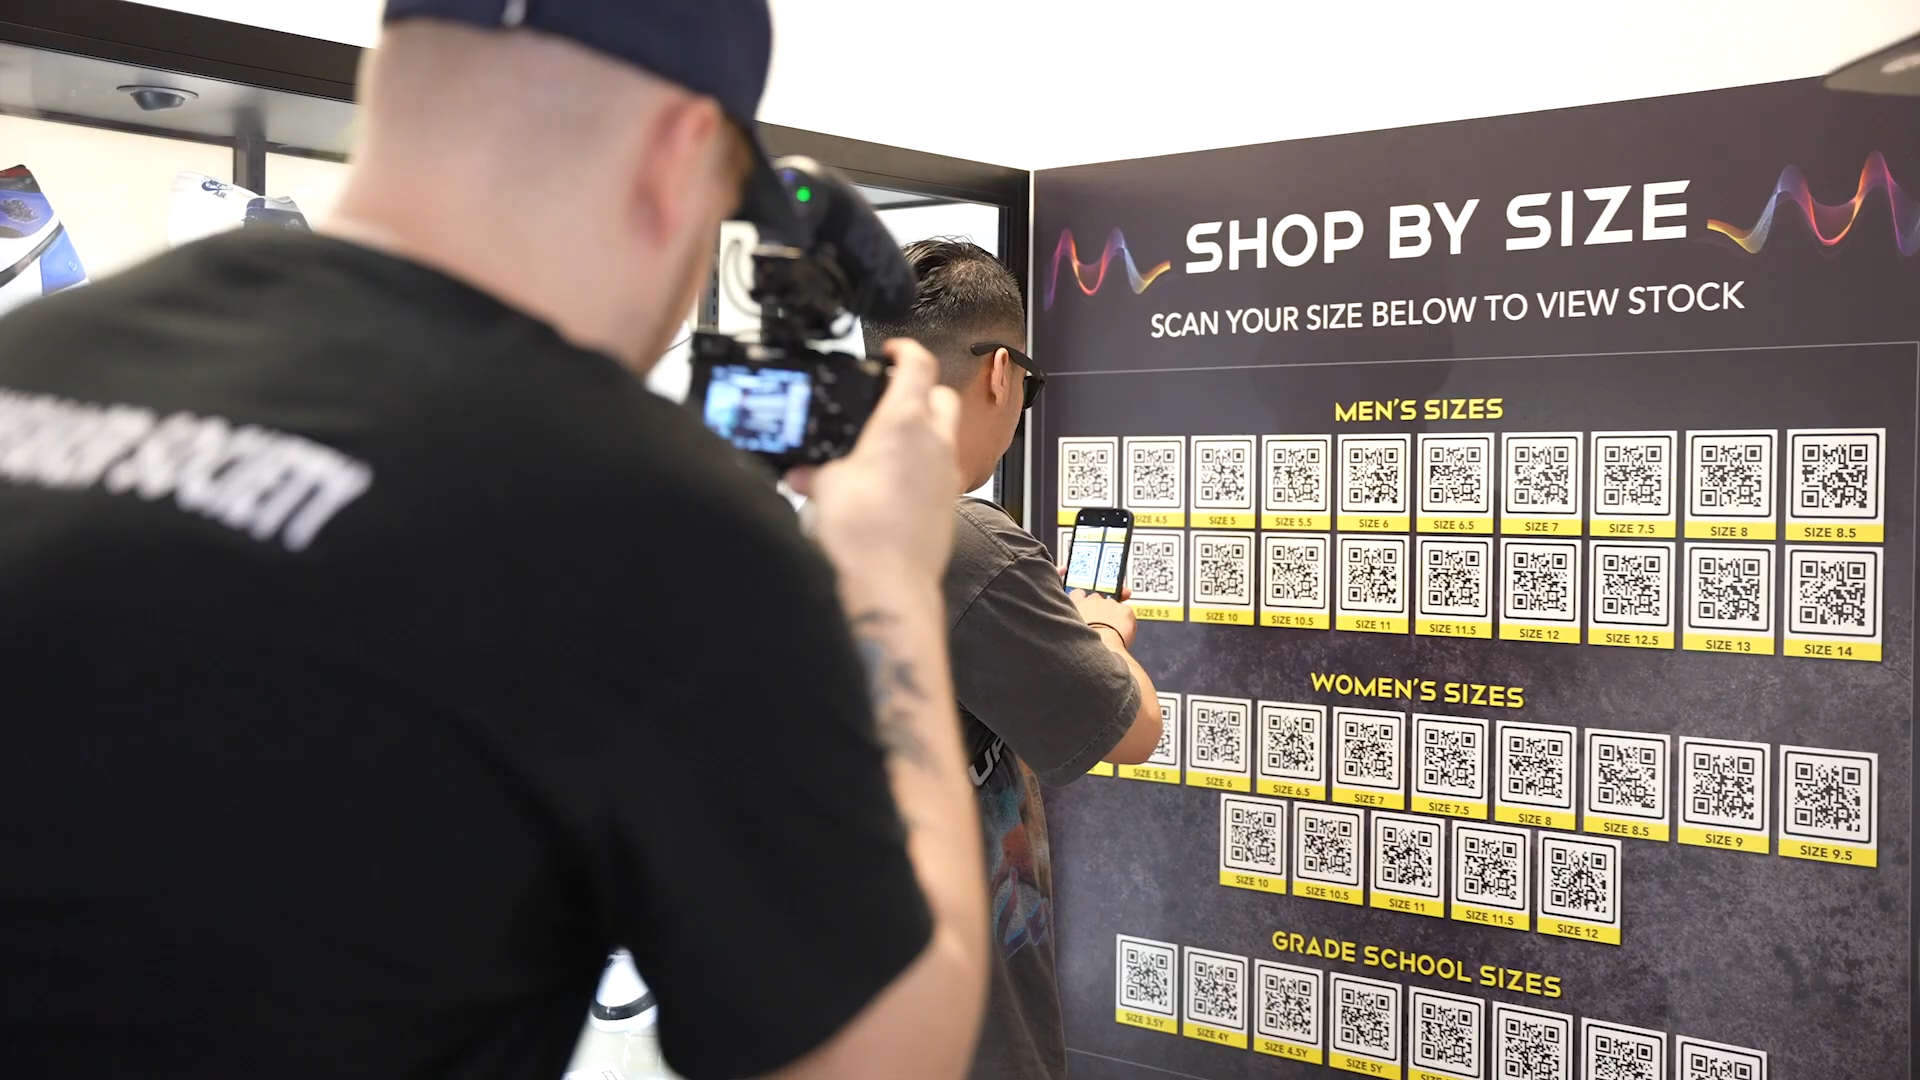 SHOP BY SIZE
SCAN YOUR SIZE BELOW TO VIEW STOCK
MEN'S SIZES
SIZE 4.5 SIZE 5 SIZE 5.5 SIZE 6 SIZE 6.5 SIZE 7 SIZE 7.5 SIZE 8 SIZE 8.5
SIZE 9.5 SIZE 10 SIZE 10.5 SIZE 11 SIZE 11.5 SIZE 12 SIZE 12.5 SIZE 13 SIZE 14
WOMEN'S SIZES
SIZE 5.5 SIZE 6 SIZE 6.5 SIZE 7 SIZE 7.5 SIZE 8 SIZE 8.5 SIZE 9 SIZE 9.5
SIZE 10 SIZE 10.5 SIZE 11 SIZE 11.5 SIZE 12
GRADE SCHOOL SIZES
SIZE 3.5Y SIZE 4Y SIZE 4.5Y SIZE 5Y
SOCIETY
AIR